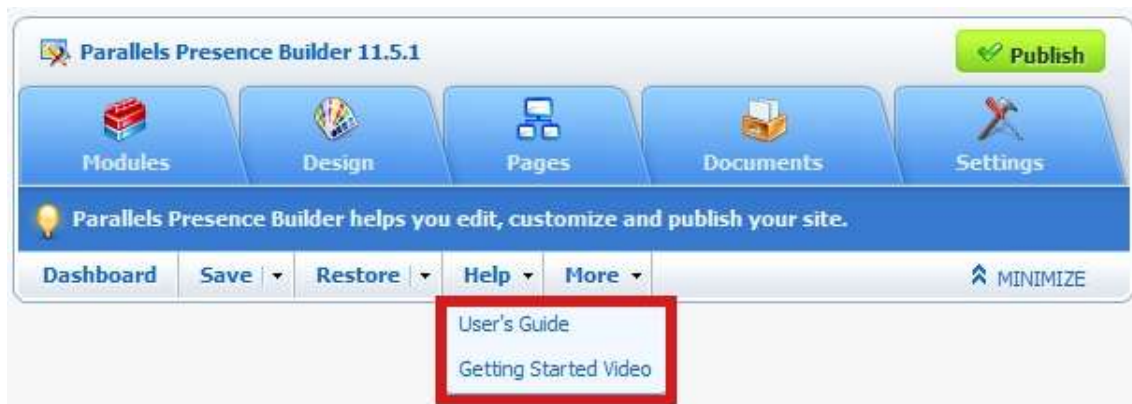 Parallels Presence Builder 11.5.1
Publish
Modules Design Pages Documents Settings
Parallels Presence Builder helps you edit, customize and publish your site.
Dashboard Save Restore Help More MINIMIZE
User's Guide
Getting Started Video